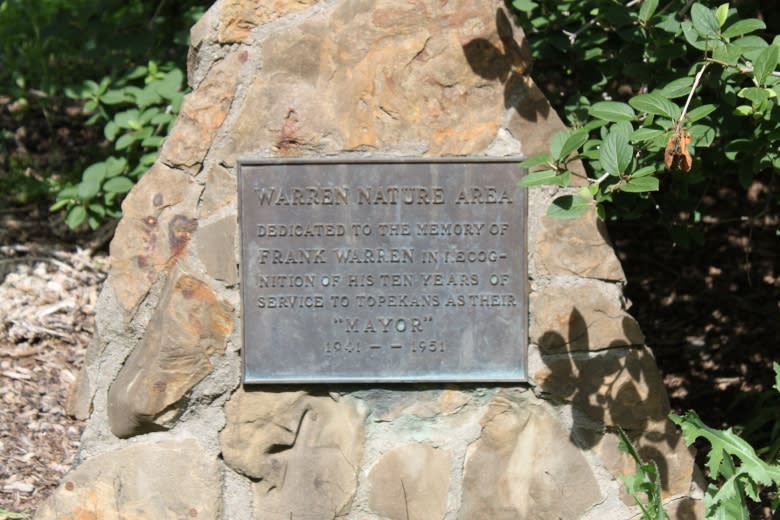 WARREN NATURE AREA
DEDICATED TO THE MEMORY OF
FRANK WARREN IN RECOG-
NITION OF HIS TEN YEARS OF
SERVICE TO TOPEKANS AS THEIR
"MAYOR"
1941 – – 1951